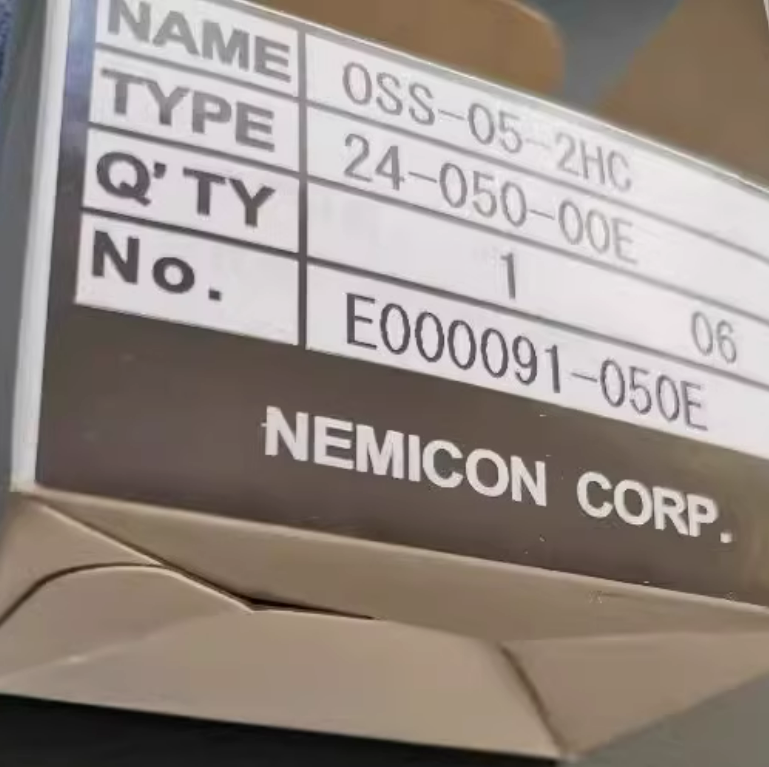 NAME OSS-05-2HC
TYPE 24-050-00E
Q'TY 1 06
No. E000091-050E
NEMICON CORP.